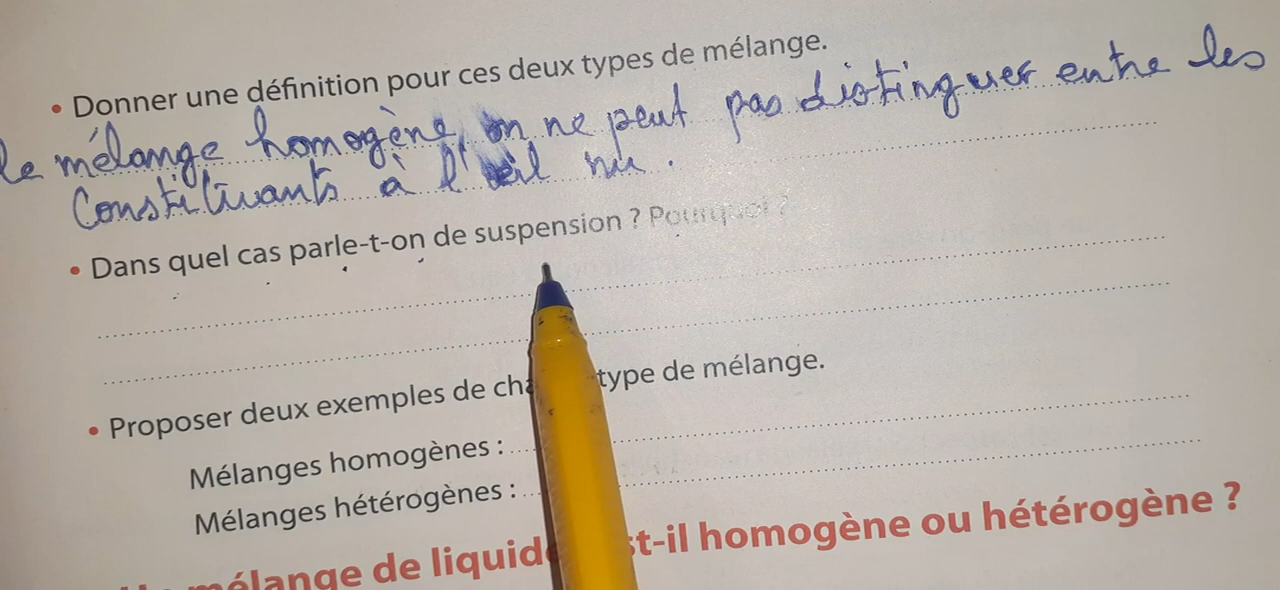 • Donner une définition pour ces deux types de mélange.
le mélange homogène, on ne peut pas distinguer entre les
Constituants à l'œil nu.
• Dans quel cas parle-t-on de suspension ? Pourquoi ?
• Proposer deux exemples de cha type de mélange.
Mélanges homogènes :
Mélanges hétérogènes :
mélange de liquide st-il homogène ou hétérogène ?